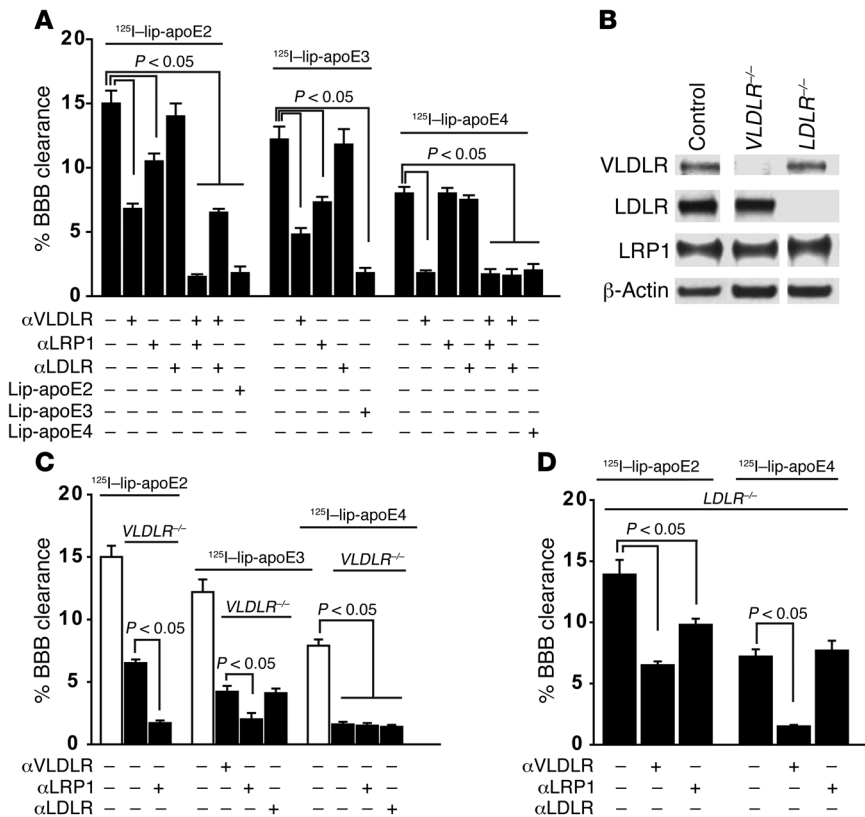 A
¹²⁵I–lip-apoE2
P < 0.05
¹²⁵I–lip-apoE3
P < 0.05
¹²⁵I–lip-apoE4
P < 0.05
% BBB clearance
20
15
10
5
0
αVLDLR – + – – + + – – + – – – – + – – + + –
αLRP1 – – + – + – – – – + – – – – + – + – –
αLDLR – – – + – + – – – – + – – – – + – + –
Lip-apoE2 – – – – – – + – – – – – – – – – – – –
Lip-apoE3 – – – – – – – – – – – + – – – – – – –
Lip-apoE4 – – – – – – – – – – – – – – – – – – +
B
Control
VLDLR⁻/⁻
LDLR⁻/⁻
VLDLR
LDLR
LRP1
β-Actin
C
¹²⁵I–lip-apoE2
VLDLR⁻/⁻
P < 0.05
¹²⁵I–lip-apoE3
VLDLR⁻/⁻
P < 0.05
¹²⁵I–lip-apoE4
VLDLR⁻/⁻
P < 0.05
% BBB clearance
20
15
10
5
0
αVLDLR – – – – + – – – – – –
αLRP1 – – + – – + – – – + –
αLDLR – – – – – – + – – – +
D
¹²⁵I–lip-apoE2
¹²⁵I–lip-apoE4
LDLR⁻/⁻
P < 0.05
P < 0.05
% BBB clearance
20
15
10
5
0
αVLDLR – + – – + –
αLRP1 – – + – – +
αLDLR – – – – – –